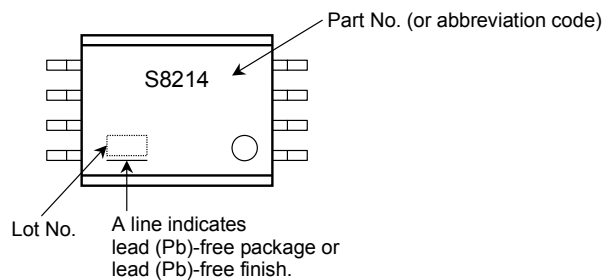 Part No. (or abbreviation code)
S8214
Lot No.
A line indicates
lead (Pb)-free package or
lead (Pb)-free finish.